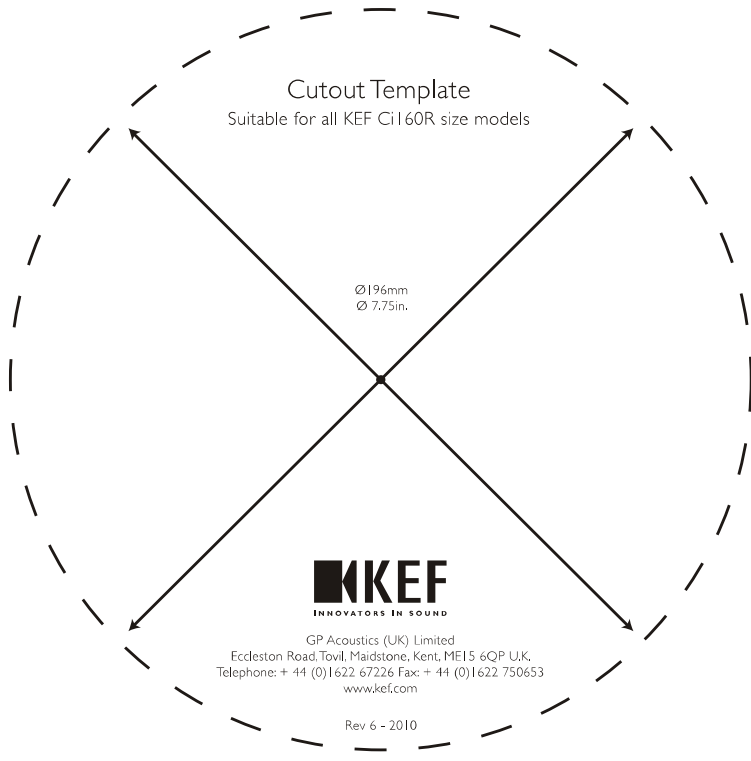 Cutout Template
Suitable for all KEF Ci160R size models
Ø196mm
Ø 7.75in.
KEF
INNOVATORS IN SOUND
GP Acoustics (UK) Limited
Eccleston Road, Tovil, Maidstone, Kent, ME15 6QP U.K.
Telephone: + 44 (0)1622 67226 Fax: + 44 (0)1622 750653
www.kef.com
Rev 6 - 2010